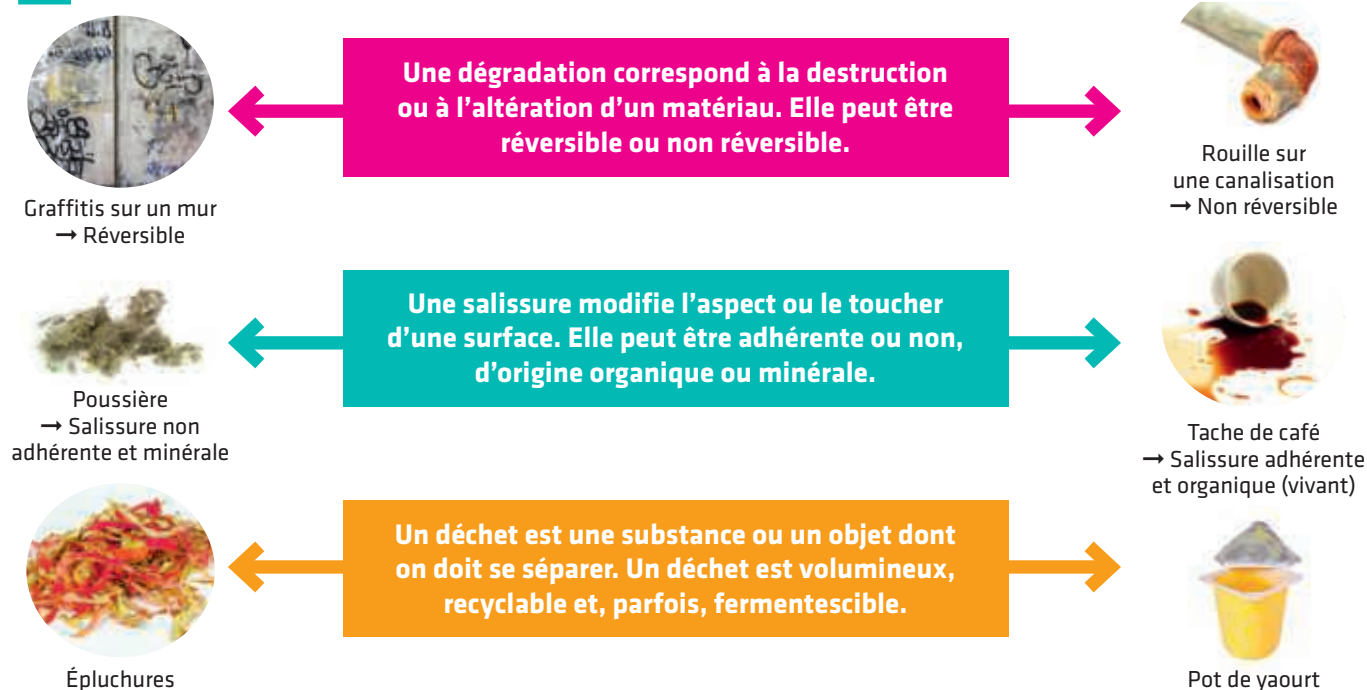 Une dégradation correspond à la destruction
ou à l'altération d'un matériau. Elle peut être
réversible ou non réversible.
Graffitis sur un mur
→ Réversible
Rouille sur
une canalisation
→ Non réversible
Une salissure modifie l'aspect ou le toucher
d'une surface. Elle peut être adhérente ou non,
d'origine organique ou minérale.
Poussière
→ Salissure non
adhérente et minérale
Tache de café
→ Salissure adhérente
et organique (vivant)
Un déchet est une substance ou un objet dont
on doit se séparer. Un déchet est volumineux,
recyclable et, parfois, fermentescible.
Épluchures
Pot de yaourt